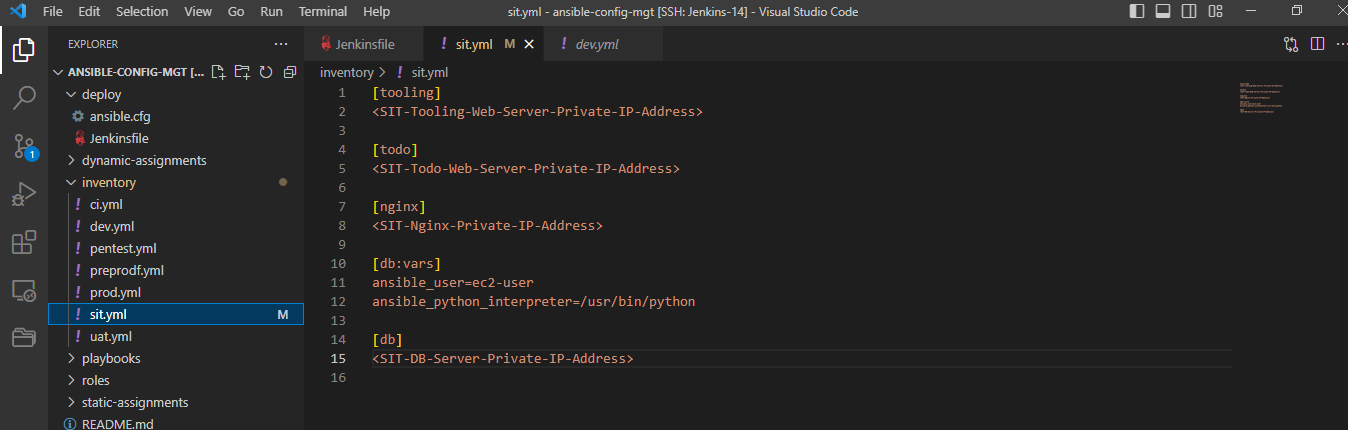 File Edit Selection View Go Run Terminal Help
sit.yml - ansible-config-mgt [SSH: Jenkins-14] - Visual Studio Code
EXPLORER
ANSIBLE-CONFIG-MGT [...
deploy
ansible.cfg
Jenkinsfile
dynamic-assignments
inventory
ci.yml
dev.yml
pentest.yml
preprodf.yml
prod.yml
sit.yml M
uat.yml
playbooks
roles
static-assignments
README.md
1
Jenkinsfile
sit.yml M
dev.yml
inventory > sit.yml
1 [tooling]
2 <SIT-Tooling-Web-Server-Private-IP-Address>
3
4 [todo]
5 <SIT-Todo-Web-Server-Private-IP-Address>
6
7 [nginx]
8 <SIT-Nginx-Private-IP-Address>
9
10 [db:vars]
11 ansible_user=ec2-user
12 ansible_python_interpreter=/usr/bin/python
13
14 [db]
15 <SIT-DB-Server-Private-IP-Address>
16